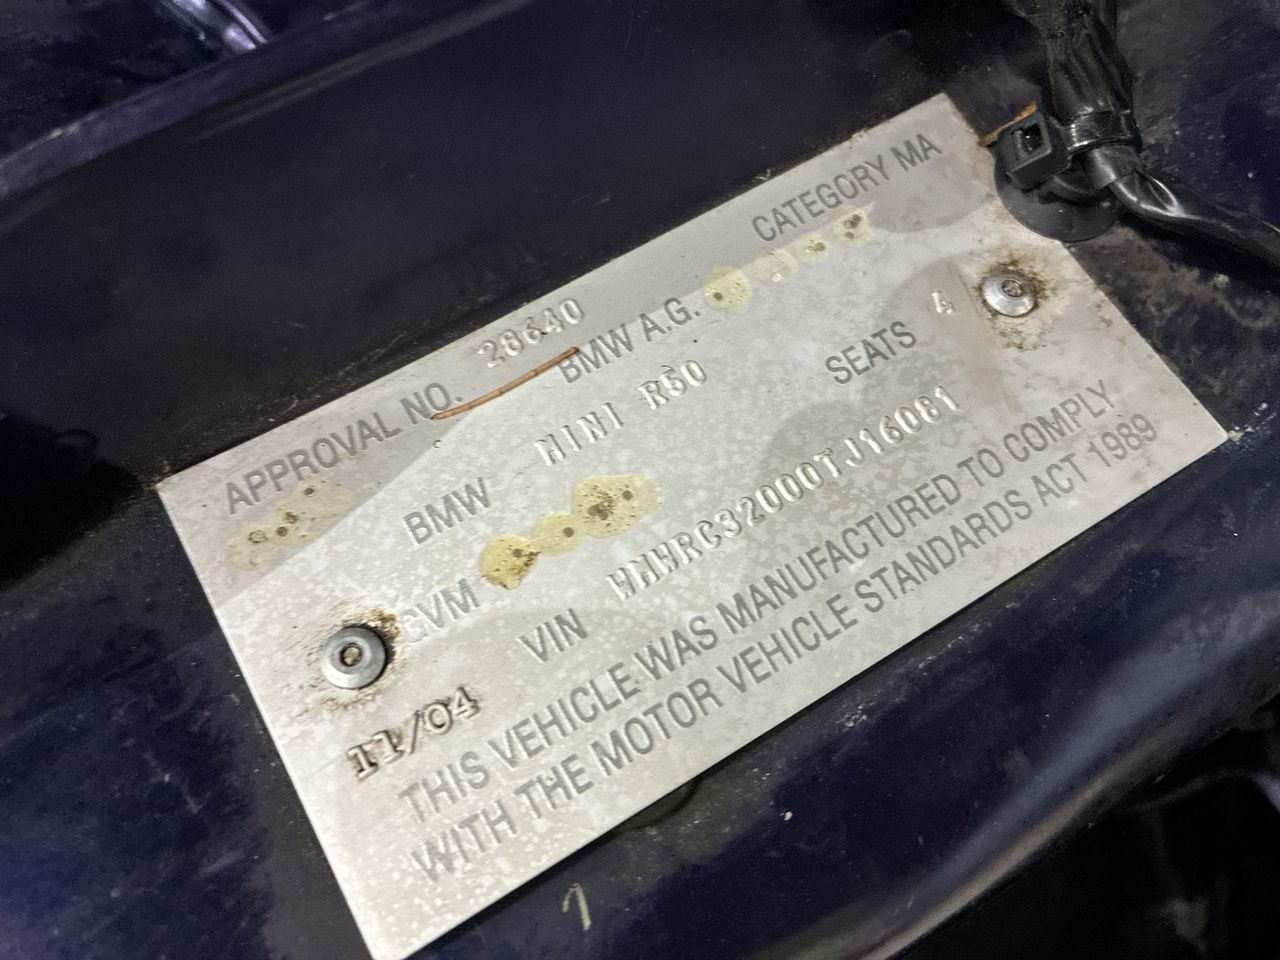 APPROVAL NO. 28640 CATEGORY MA
BMW A.G.
BMW MINI R50 SEATS 4
GVM
VIN WMWRC32000TJ16081
11/04
THIS VEHICLE WAS MANUFACTURED TO COMPLY
WITH THE MOTOR VEHICLE STANDARDS ACT 1989